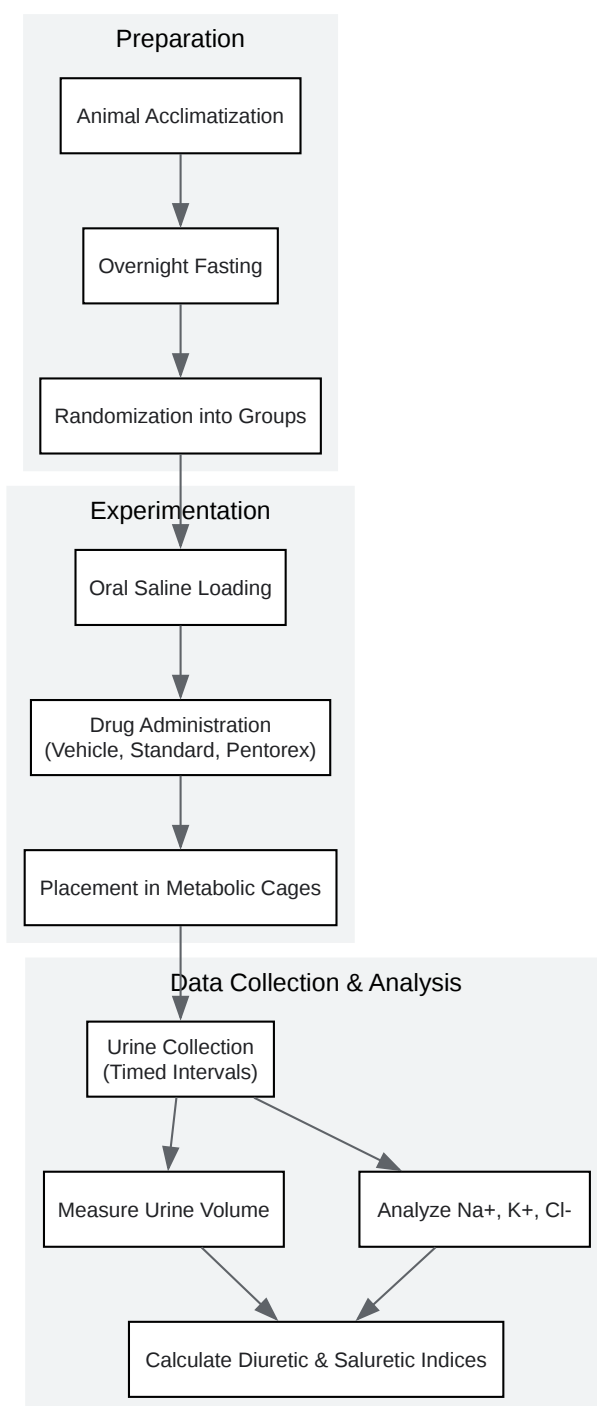 Preparation
Animal Acclimatization
Overnight Fasting
Randomization into Groups
Experimentation
Oral Saline Loading
Drug Administration
(Vehicle, Standard, Pentorex)
Placement in Metabolic Cages
Data Collection & Analysis
Urine Collection
(Timed Intervals)
Measure Urine Volume
Analyze Na+, K+, Cl-
Calculate Diuretic & Saluretic Indices